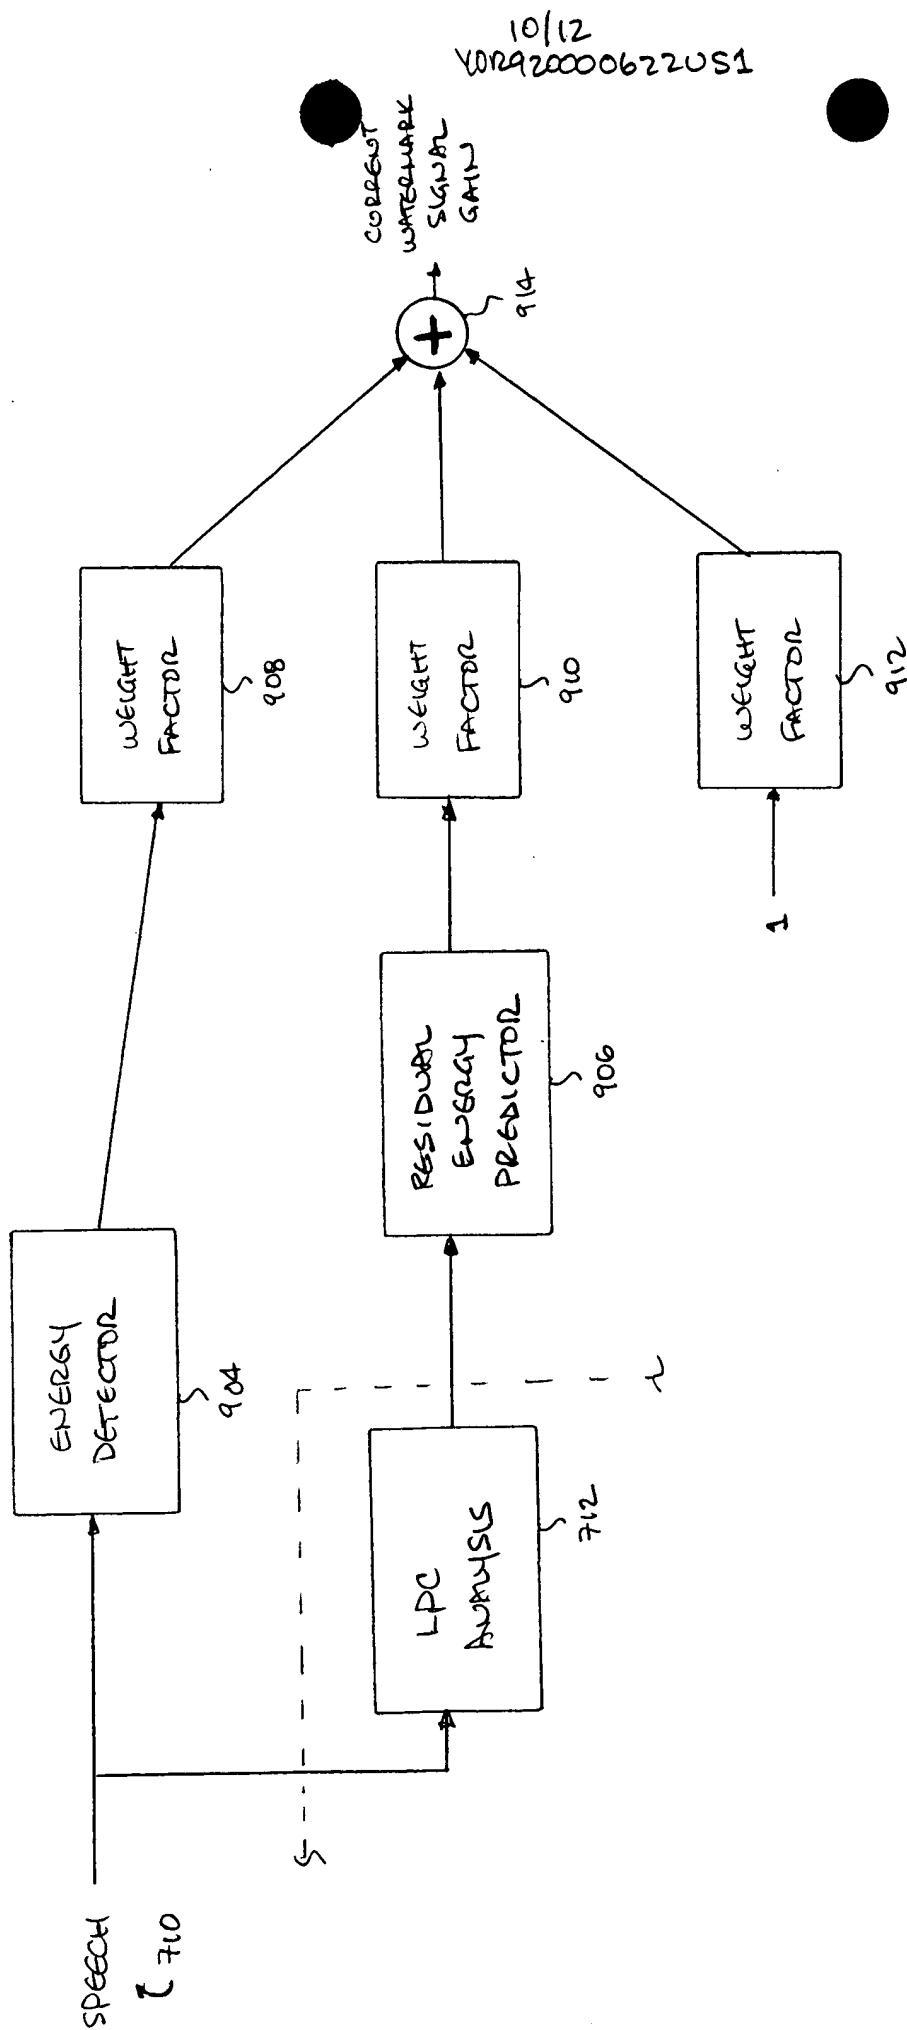 10/12
YOR920000622US1
SPEECH
710
ENERGY
DETECTOR
904
LPC
ANALYSIS
712
RESIDUAL
ENERGY
PREDICTOR
906
WEIGHT
FACTOR
908
WEIGHT
FACTOR
910
1
WEIGHT
FACTOR
912
+
914
CURRENT
WATERMARK
SIGNAL
GAIN